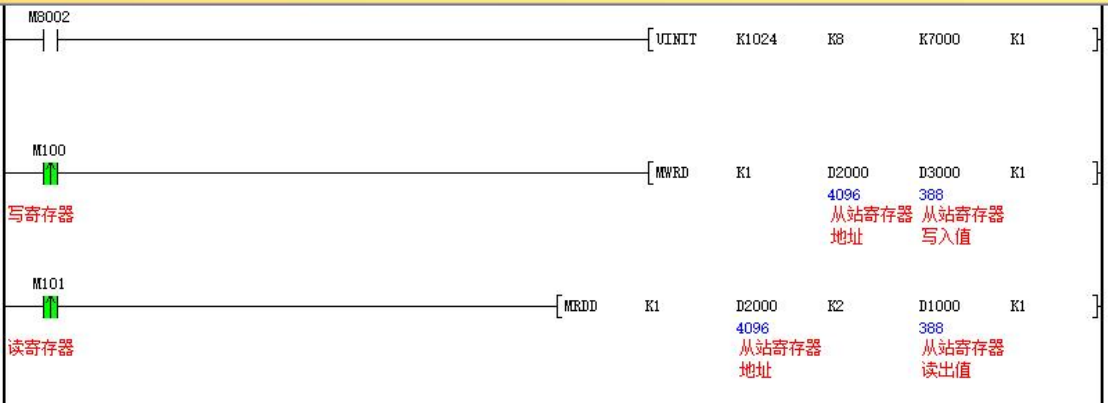 M8002
UINIT K1024 K8 K7000 K1
M100
MWRD K1 D2000 D3000 K1
4096 388
写寄存器 从站寄存器 从站寄存器
地址 写入值
M101
MRDD K1 D2000 K2 D1000 K1
4096 388
读寄存器 从站寄存器 从站寄存器
地址 读出值